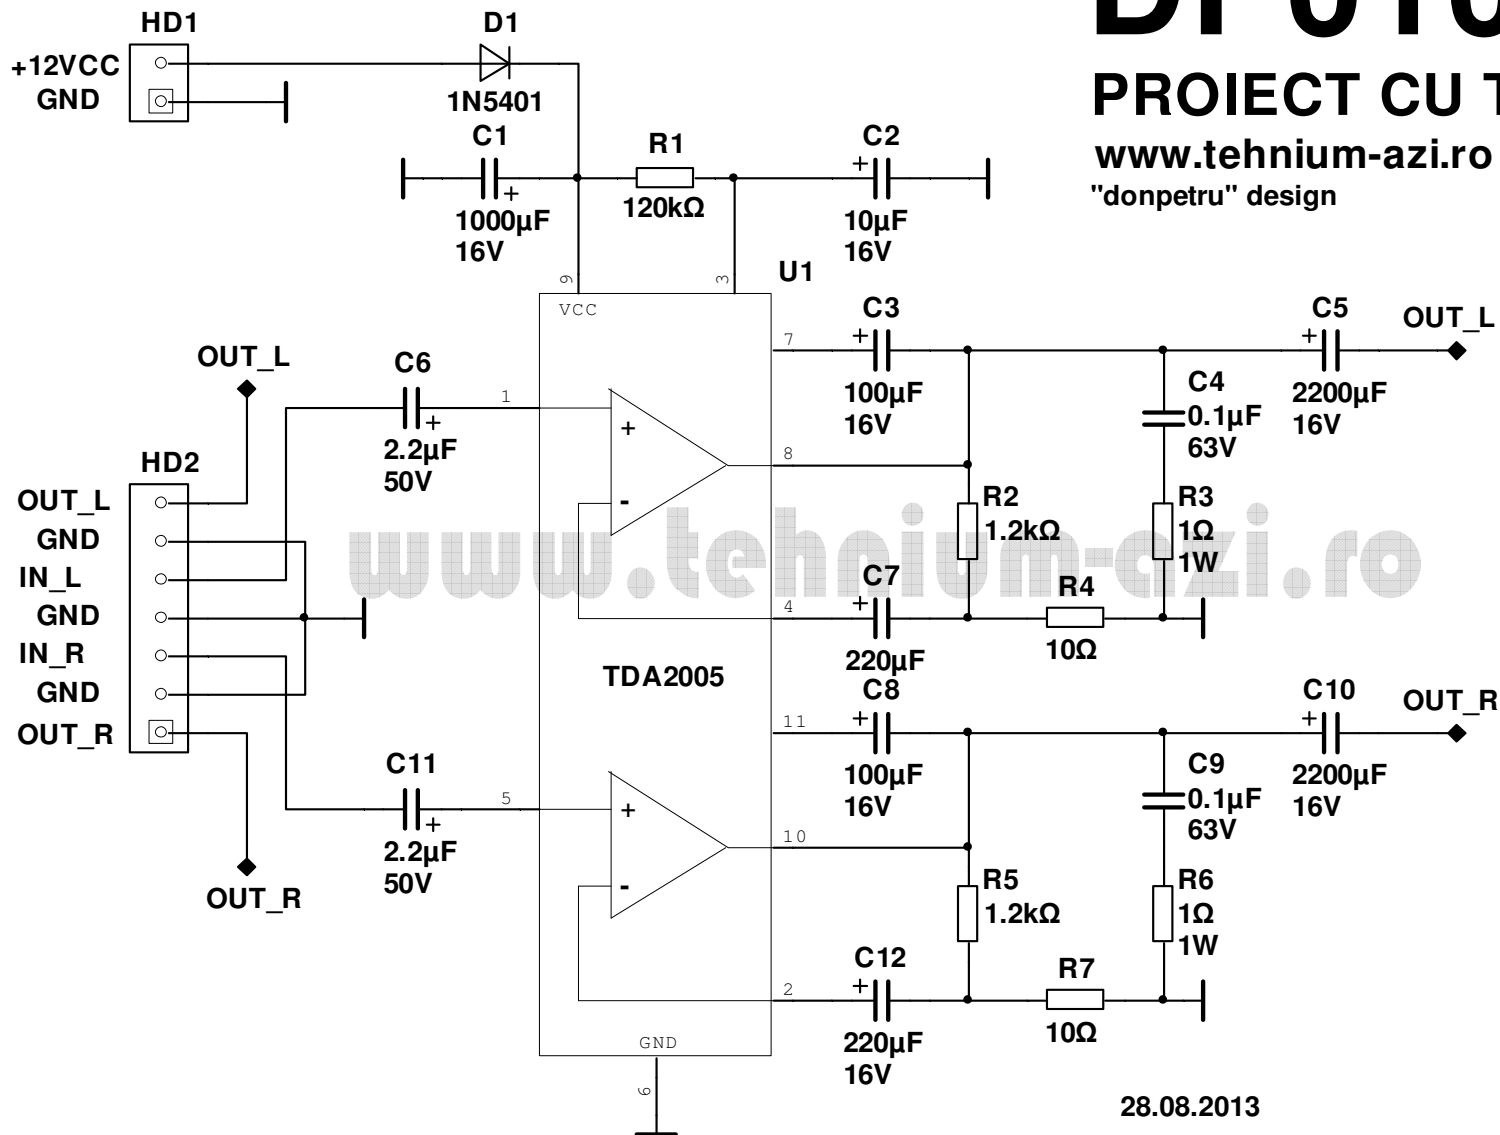 HD1
+12VCC
GND
D1
1N5401
PROIECT CU
www.tehnium-azi.ro
"donpetru" design
C1
+
1000µF
16V
R1
120kΩ
C2
+
10µF
16V
9
3
U1
VCC
7
C3
+
100µF
16V
C5
+
2200µF
16V
OUT_L
OUT_L
C6
1
+
2.2µF
50V
+
-
8
C4
0.1µF
63V
HD2
OUT_L
GND
IN_L
GND
IN_R
GND
OUT_R
R2
1.2kΩ
R3
1Ω
1W
www.tehnium-azi.ro
4
C7
+
220µF
R4
10Ω
TDA2005
11
C8
+
100µF
16V
C10
+
2200µF
16V
OUT_R
C11
5
+
2.2µF
50V
+
-
10
C9
0.1µF
63V
OUT_R
R5
1.2kΩ
R6
1Ω
1W
2
C12
+
220µF
16V
R7
10Ω
GND
6
28.08.2013